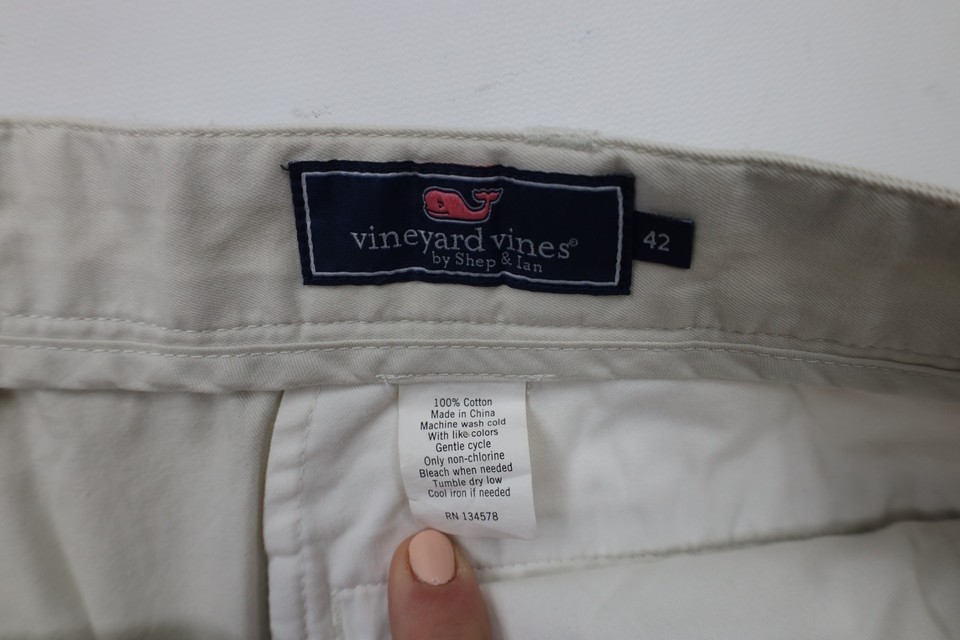 vineyard vines®
by Shep & Ian
42
100% Cotton
Made in China
Machine wash cold
With like colors
Gentle cycle
Only non-chlorine
Bleach when needed
Tumble dry low
Cool iron if needed
RN 134578